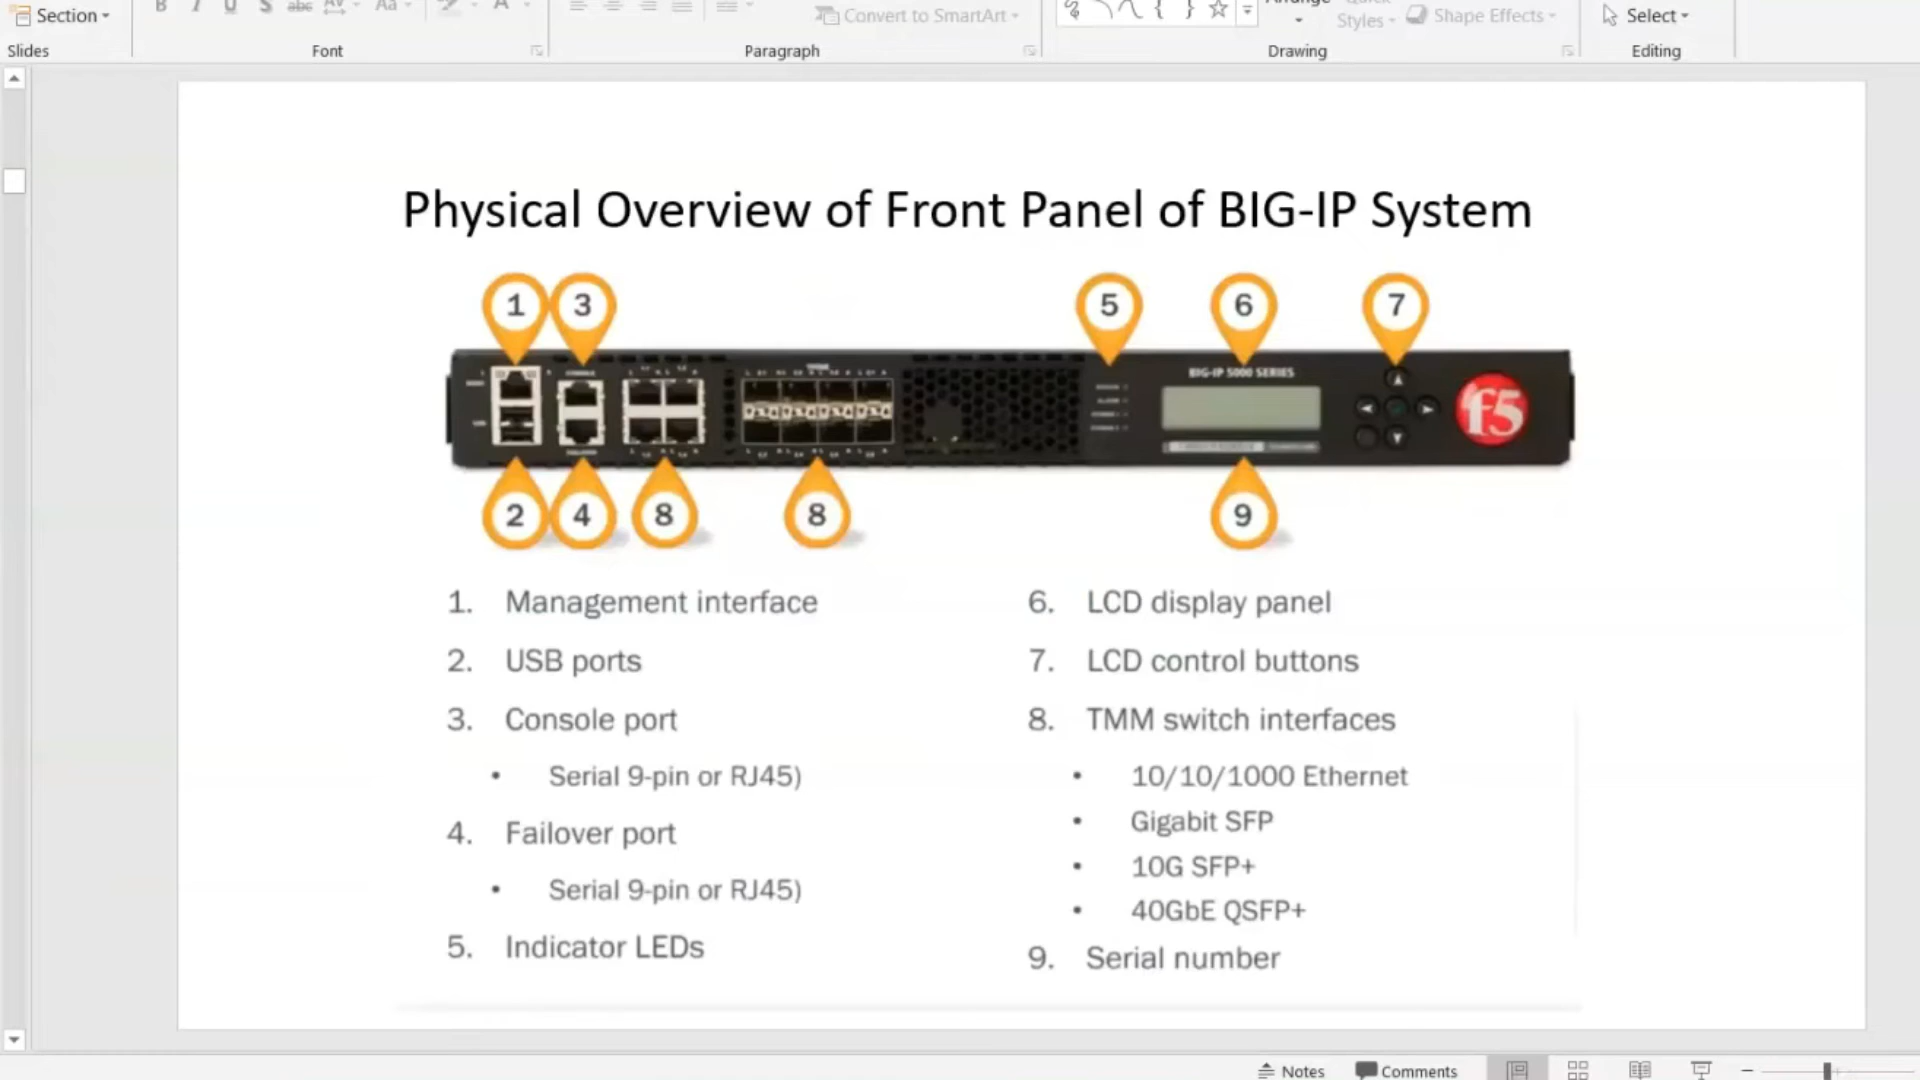 Section
Convert to SmartArt
Styles
Shape Effects
Select
Slides
Font
Paragraph
Drawing
Editing
Physical Overview of Front Panel of BIG-IP System
1 3 5 6 7
BIG-IP 5000 SERIES
f5
2 4 8 8 9
1. Management interface
2. USB ports
3. Console port
• Serial 9-pin or RJ45)
4. Failover port
• Serial 9-pin or RJ45)
5. Indicator LEDs
6. LCD display panel
7. LCD control buttons
8. TMM switch interfaces
• 10/10/1000 Ethernet
• Gigabit SFP
• 10G SFP+
• 40GbE QSFP+
9. Serial number
Notes
Comments